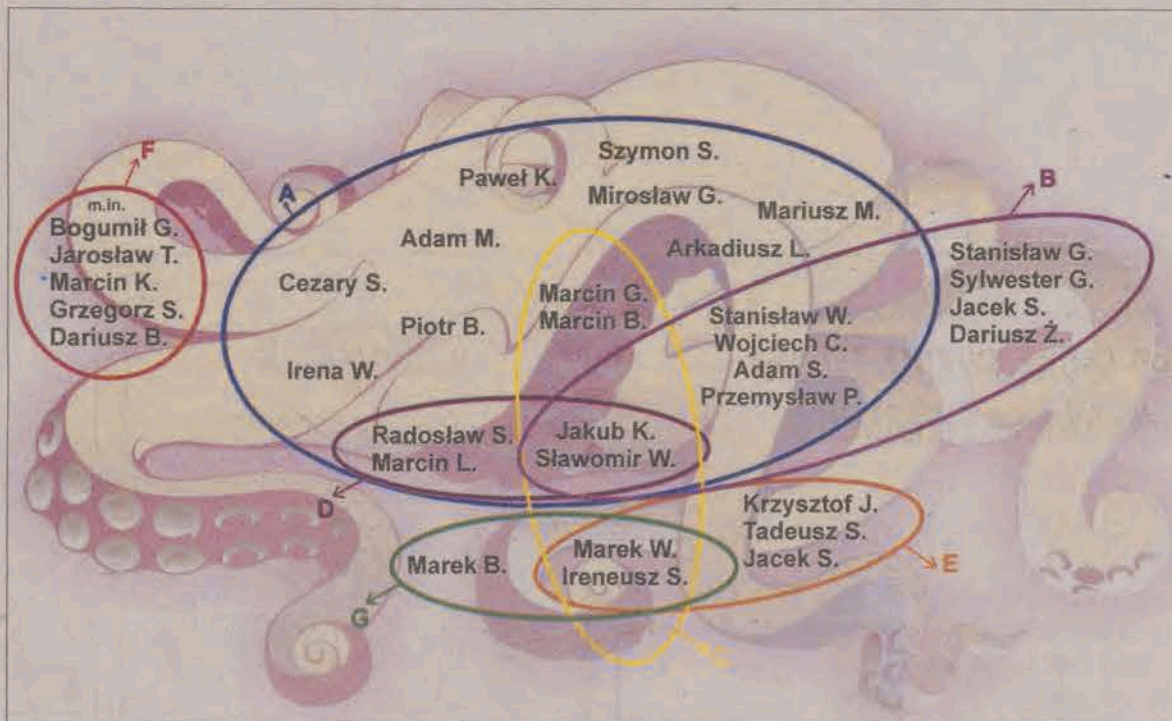 F
m.in.
Bogumił G.
Jarosław T.
Marcin K.
Grzegorz S.
Dariusz B.
A
Szymon S.
Paweł K.
Mirosław G.
Mariusz M.
Adam M.
Arkadiusz L.
Cezary S.
Marcin G.
Marcin B.
Piotr B.
Irena W.
Stanisław W.
Wojciech C.
Adam S.
Przemysław P.
B
Stanisław G.
Sylwester G.
Jacek S.
Dariusz Ż.
Radosław S.
Marcin L.
Jakub K.
Sławomir W.
D
Krzysztof J.
Tadeusz S.
Jacek S.
E
Marek B.
Marek W.
Ireneusz S.
G
C